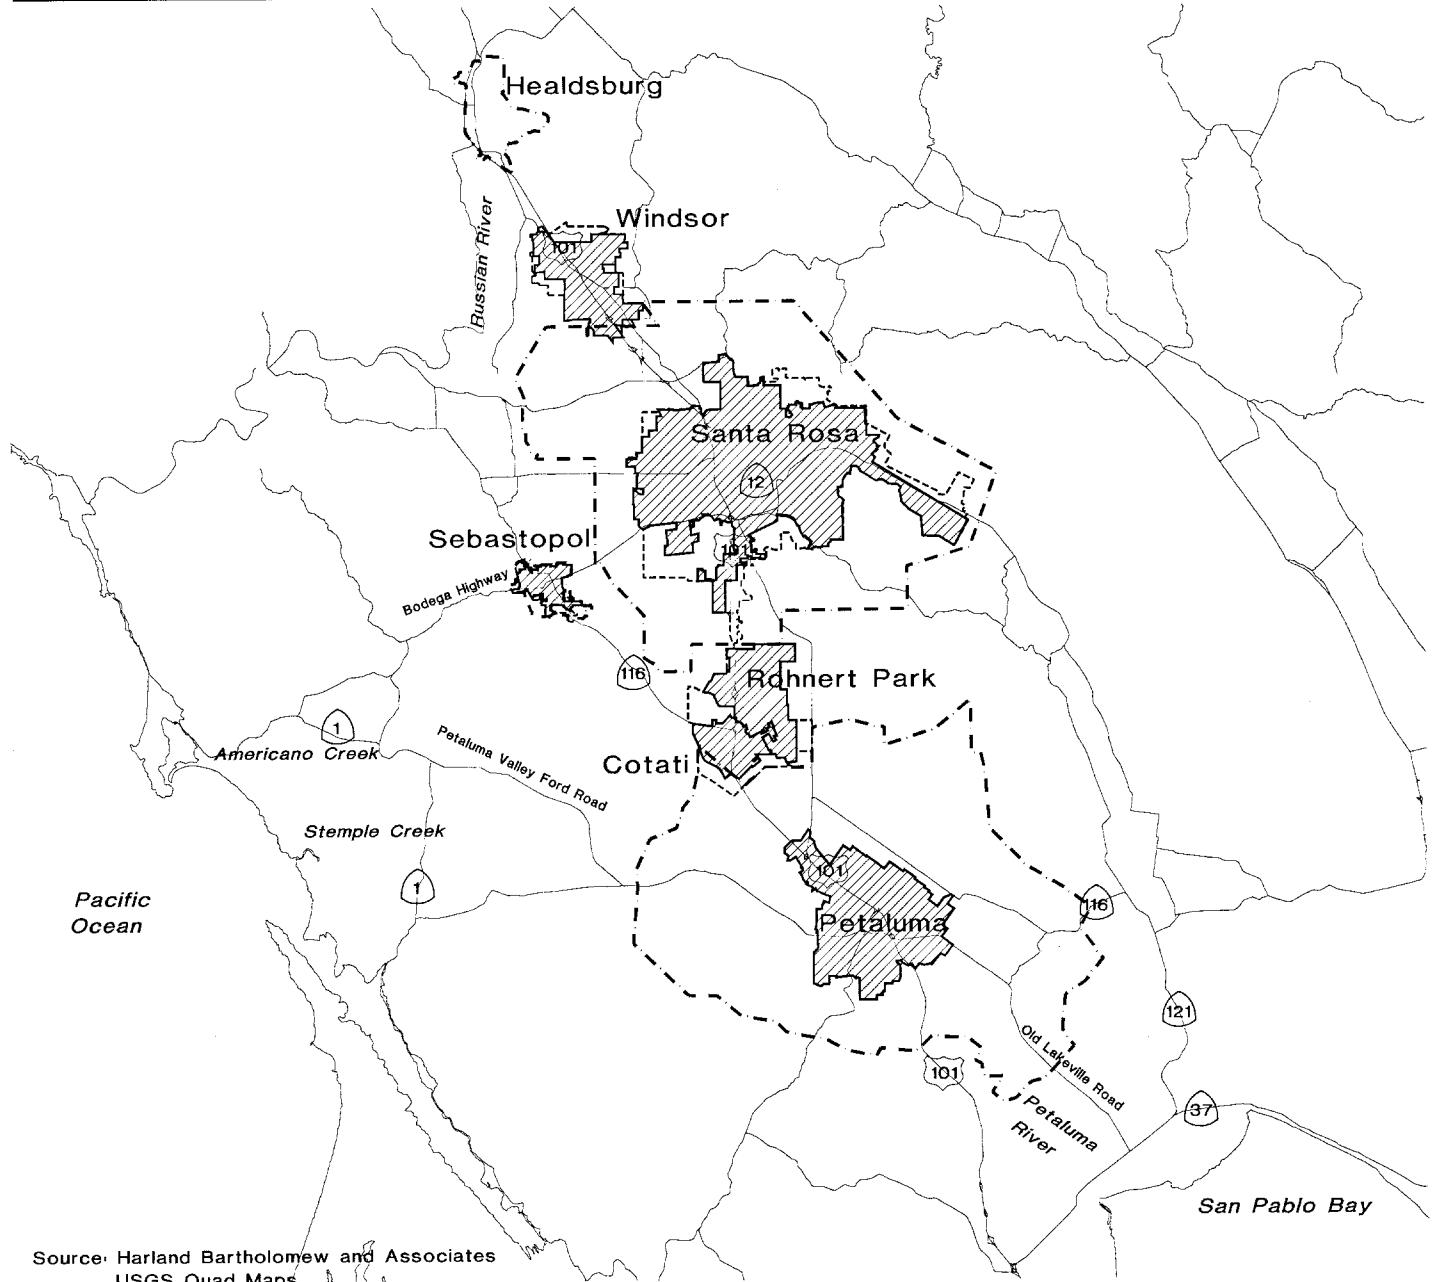 Healdsburg
Windsor
101
Russian River
Santa Rosa
12
Sebastopol
101
Bodega Highway
116
Rohnert Park
1
Americano Creek
Petaluma Valley Ford Road
Cotati
Stemple Creek
101
1
116
Pacific
Ocean
Petaluma
121
Old Lakeville Road
101
37
Petaluma
River
San Pablo Bay
Source: Harland Bartholomew and Associates
USGS Quad Maps